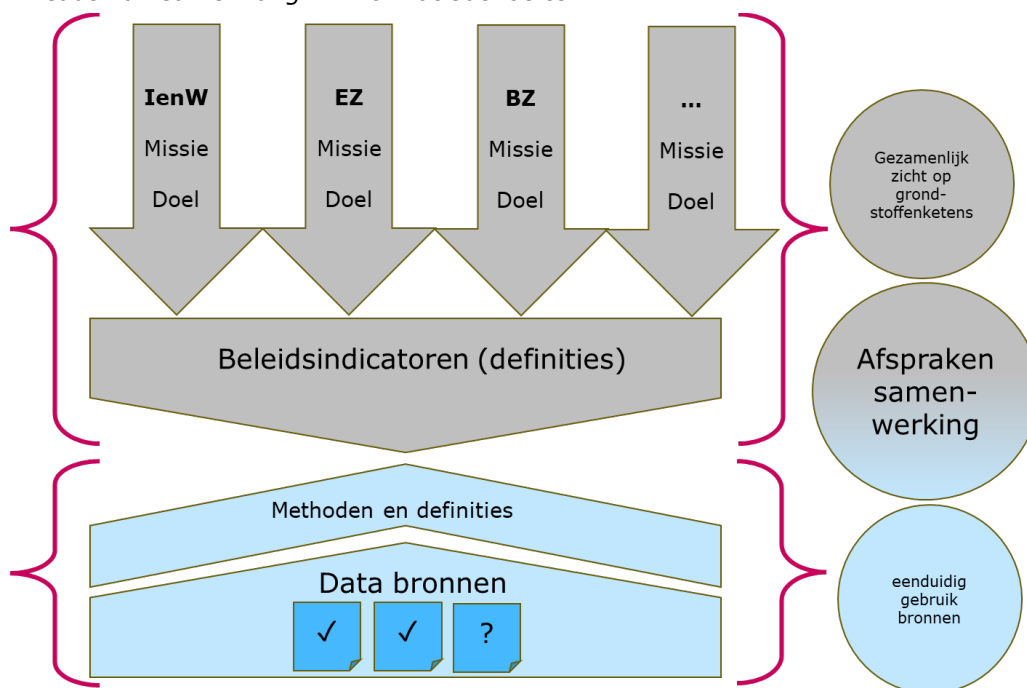 IenW
Missie
Doel
EZ
Missie
Doel
BZ
Missie
Doel
...
Missie
Doel
Gezamenlijk
zicht op
grond-
stoffenketens
Beleidsindicatoren (definities)
Afspraken
samen-
werking
Methoden en definities
Data bronnen
✓
✓
?
eenduidig
gebruik
bronnen